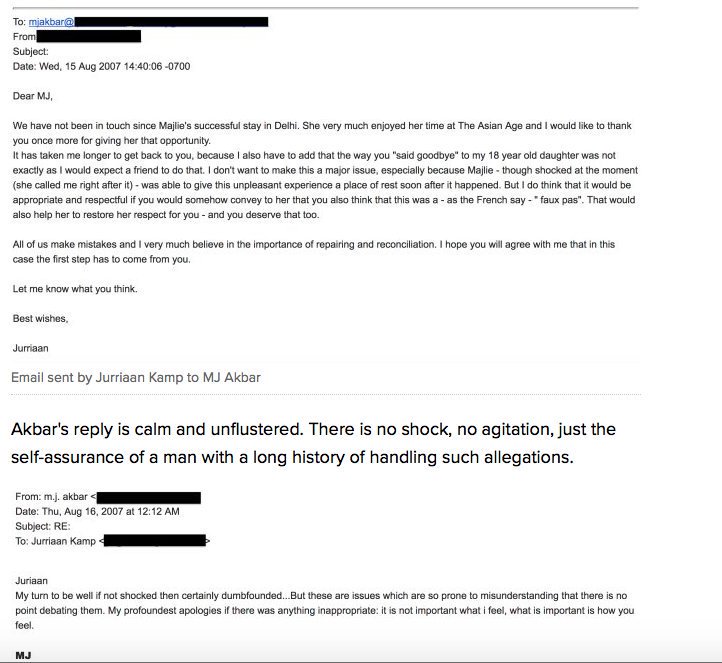 To: mjakbar@
From
Subject:
Date: Wed, 15 Aug 2007 14:40:06 -0700
Dear MJ,
We have not been in touch since Majlie's successful stay in Delhi. She very much enjoyed her time at The Asian Age and I would like to thank
you once more for giving her that opportunity.
It has taken me longer to get back to you, because I also have to add that the way you "said goodbye" to my 18 year old daughter was not
exactly as I would expect a friend to do that. I don't want to make this a major issue, especially because Majlie - though shocked at the moment
(she called me right after it) - was able to give this unpleasant experience a place of rest soon after it happened. But I do think that it would be
appropriate and respectful if you would somehow convey to her that you also think that this was a - as the French say - " faux pas". That would
also help her to restore her respect for you - and you deserve that too.
All of us make mistakes and I very much believe in the importance of repairing and reconciliation. I hope you will agree with me that in this
case the first step has to come from you.
Let me know what you think.
Best wishes,
Jurriaan
Email sent by Jurriaan Kamp to MJ Akbar
Akbar's reply is calm and unflustered. There is no shock, no agitation, just the
self-assurance of a man with a long history of handling such allegations.
From: m.j. akbar <
Date: Thu, Aug 16, 2007 at 12:12 AM
Subject: RE:
To: Jurriaan Kamp < >
Juriaan
My turn to be well if not shocked then certainly dumbfounded...But these are issues which are so prone to misunderstanding that there is no
point debating them. My profoundest apologies if there was anything inappropriate: it is not important what i feel, what is important is how you
feel.
MJ